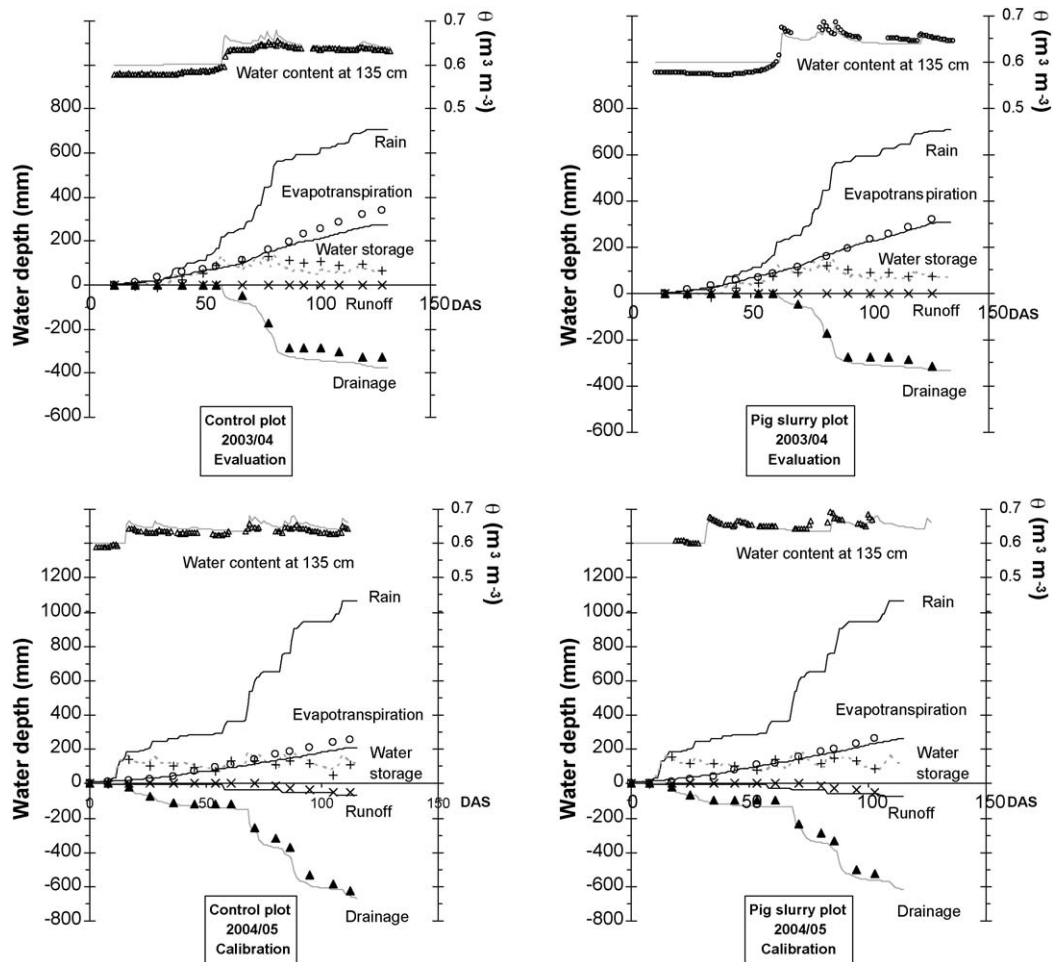 0.7
0.6
0.5
θ (m³ m⁻³)
Water content at 135 cm
800
600
400
200
0
-200
-400
-600
Water depth (mm)
Rain
Evapotranspiration
Water storage
0 50 100 150 DAS
Runoff
Drainage
Control plot
2003/04
Evaluation
0.7
0.6
0.5
θ (m³ m⁻³)
Water content at 135 cm
800
600
400
200
0
-200
-400
-600
Water depth (mm)
Rain
Evapotranspiration
Water storage
0 50 100 150 DAS
Runoff
Drainage
Pig slurry plot
2003/04
Evaluation
0.7
0.6
0.5
θ (m³ m⁻³)
Water content at 135 cm
1200
1000
800
600
400
200
0
-200
-400
-600
-800
Water depth (mm)
Rain
Evapotranspiration
Water
storage
0 50 100 150 DAS
Runoff
Drainage
Control plot
2004/05
Calibration
0.7
0.6
0.5
θ (m³ m⁻³)
Water content at 135 cm
1200
1000
800
600
400
200
0
-200
-400
-600
-800
Water depth (mm)
Rain
Evapotranspiration
Water
storage
0 50 100 150 DAS
Runoff
Drainage
Pig slurry plot
2004/05
Calibration